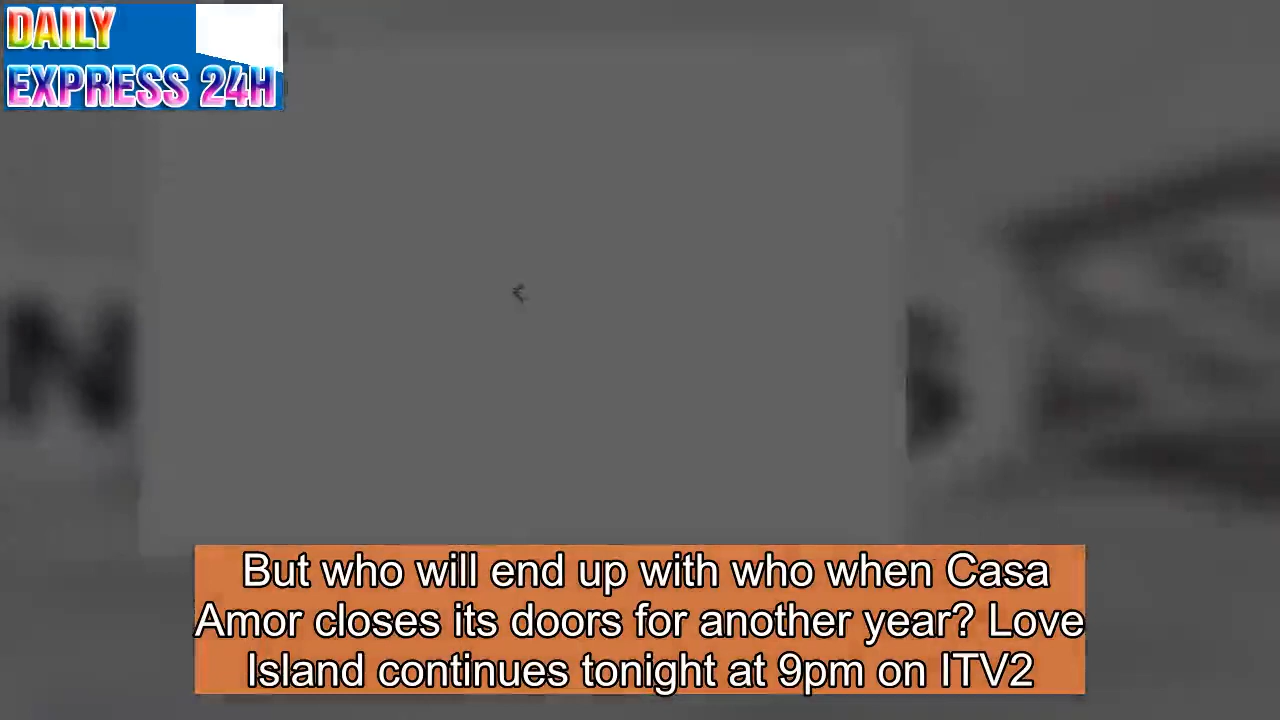 DAILY
EXPRESS 24H
But who will end up with who when Casa
Amor closes its doors for another year? Love
Island continues tonight at 9pm on ITV2